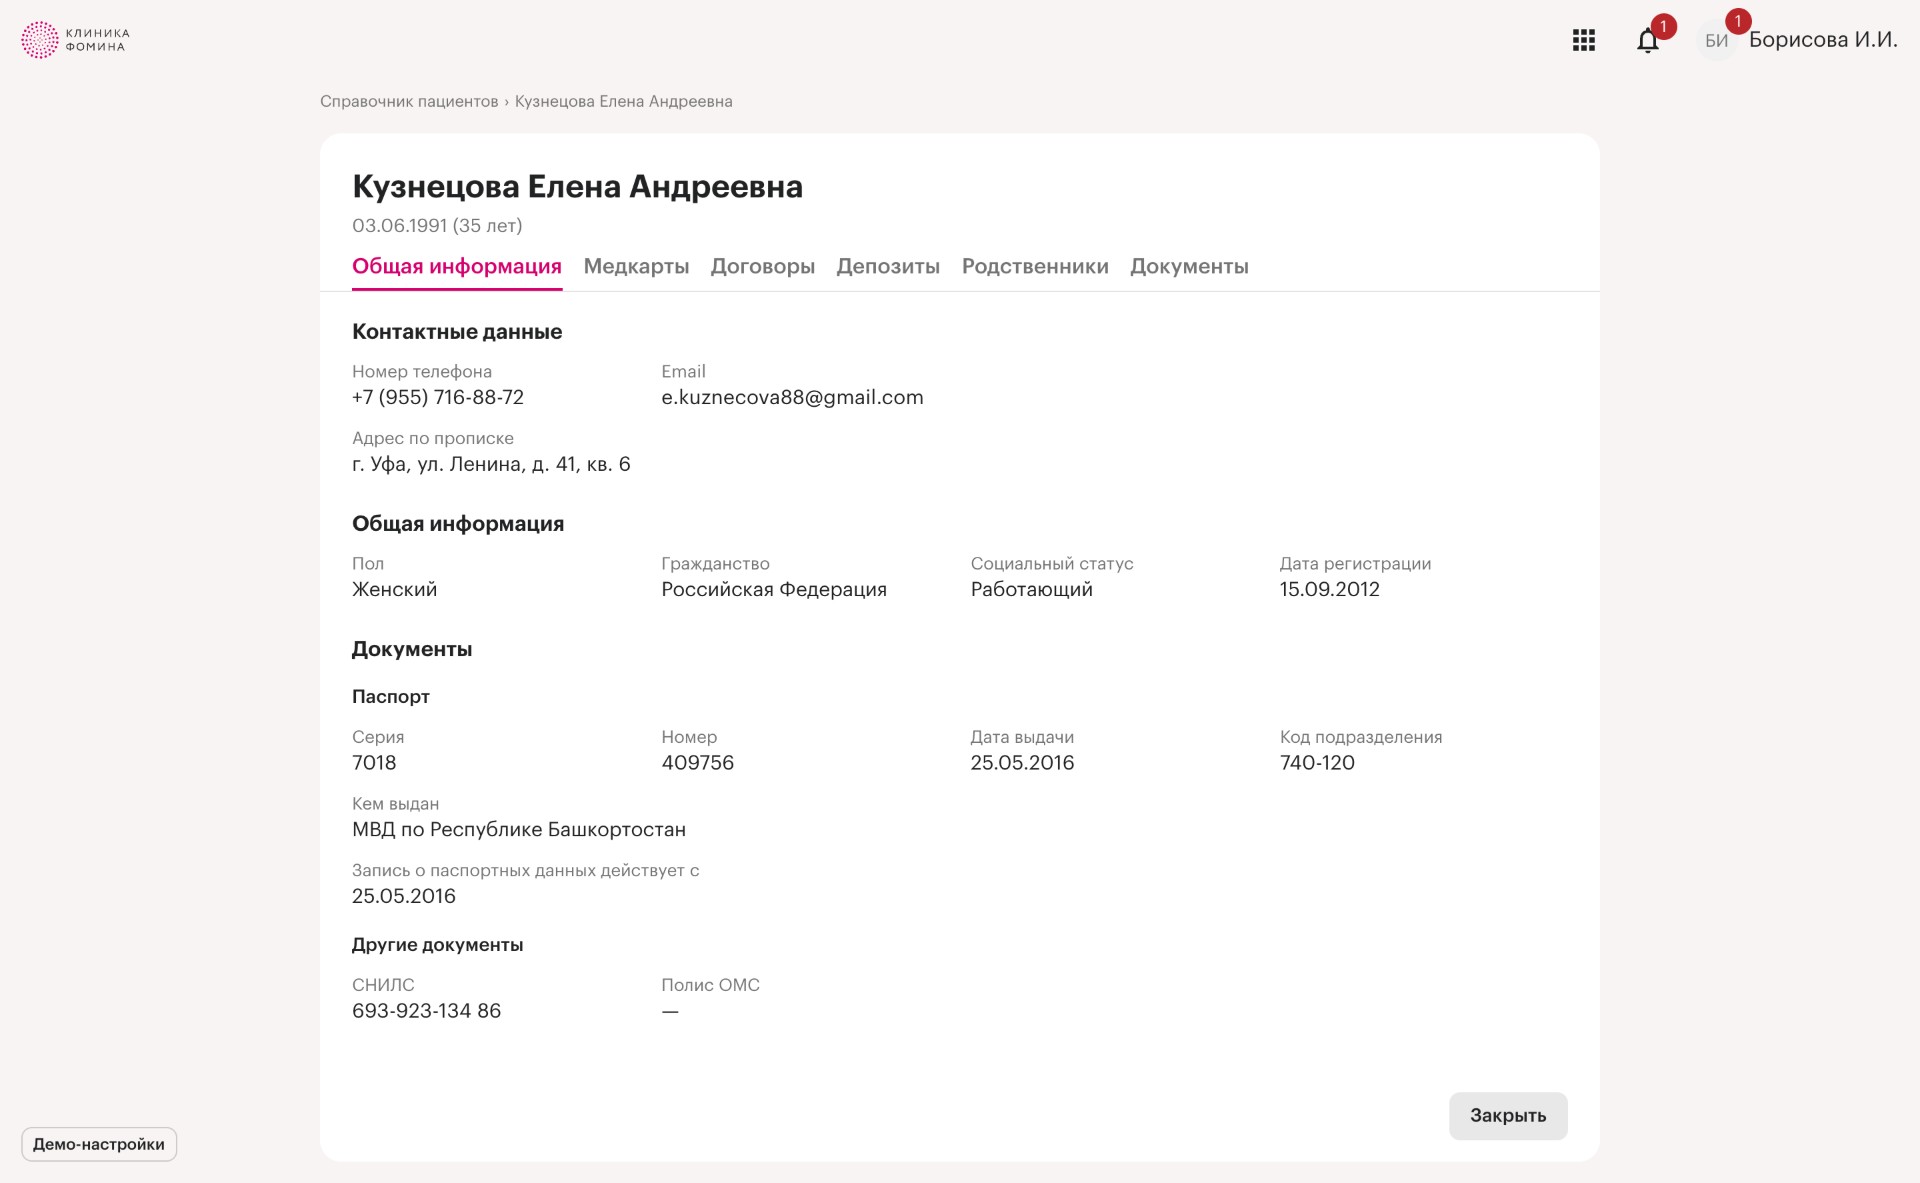 КЛИНИКА
ФОМИНА
1
БИ
1
Борисова И.И.
Справочник пациентов › Кузнецова Елена Андреевна
Кузнецова Елена Андреевна
03.06.1991 (35 лет)
Общая информация Медкарты Договоры Депозиты Родственники Документы
Контактные данные
Номер телефона Email
+7 (955) 716-88-72 e.kuznecova88@gmail.com
Адрес по прописке
г. Уфа, ул. Ленина, д. 41, кв. 6
Общая информация
Пол Гражданство Социальный статус Дата регистрации
Женский Российская Федерация Работающий 15.09.2012
Документы
Паспорт
Серия Номер Дата выдачи Код подразделения
7018 409756 25.05.2016 740-120
Кем выдан
МВД по Республике Башкортостан
Запись о паспортных данных действует с
25.05.2016
Другие документы
СНИЛС Полис ОМС
693-923-134 86 —
Закрыть
Демо-настройки